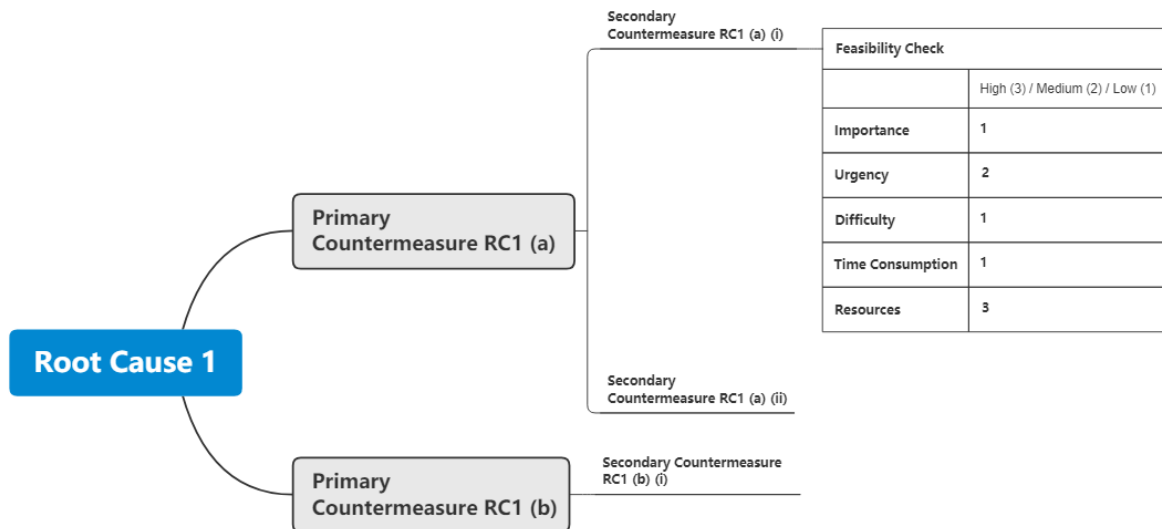 Secondary
Countermeasure RC1 (a) (i)
Feasibility Check
High (3) / Medium (2) / Low (1)
Importance 1
Urgency 2
Difficulty 1
Time Consumption 1
Resources 3
Primary
Countermeasure RC1 (a)
Root Cause 1
Secondary
Countermeasure RC1 (a) (ii)
Primary
Countermeasure RC1 (b)
Secondary Countermeasure
RC1 (b) (i)